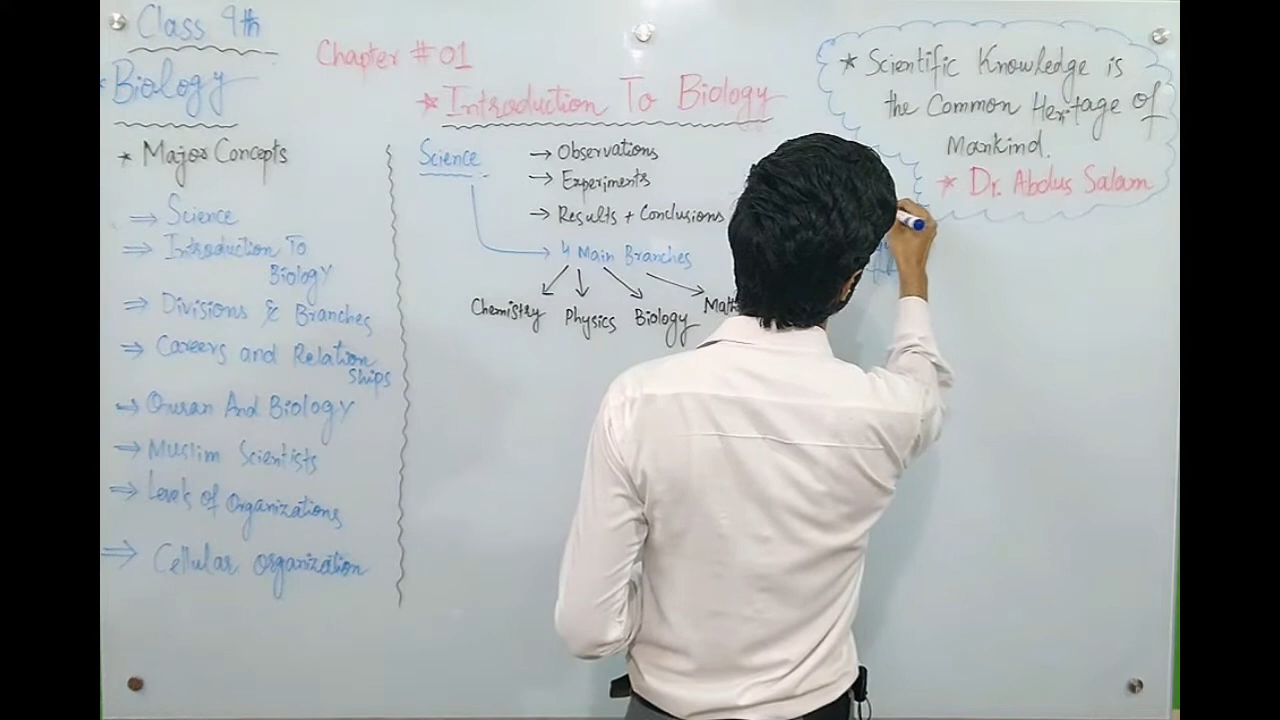 Class 9th
Biology
Chapter # 01
* Introduction To Biology
* Major Concepts
→ Science
⇒ Introduction To
Biology
⇒ Divisions & Branches
⇒ Careers and Relation
ships
→ Quran And Biology
⇒ Muslim Scientists
⇒ Levels of Organizations
⇒ Cellular organization
Science
→ Observations
→ Experiments
→ Results + Conclusions
→ 4 Main Branches
Chemistry Physics Biology
* Scientific Knowledge is
the Common Heritage of
Mankind.
* Dr. Abdus Salam